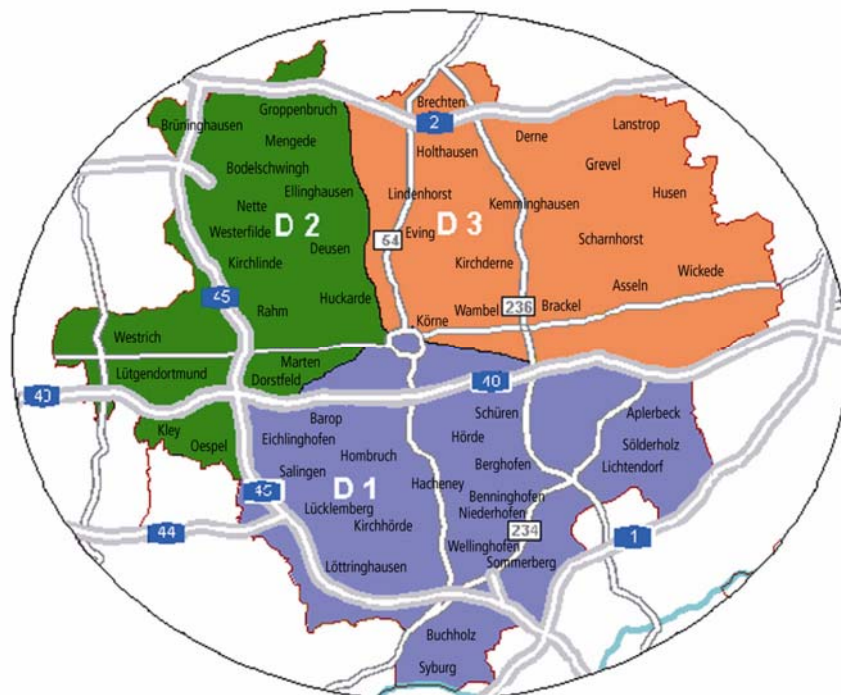 Brechten
Groppenbruch
Brüninghausen
2
Lanstrop
Derne
Mengede
Holthausen
Bodelschwingh
Grevel
Ellinghausen
Lindenhorst
Husen
Nette
Kemminghausen
D 2
D 3
Westerfilde
Eving
54
Deusen
Scharnhorst
Kirchlinde
Kirchderne
Wickede
Asseln
45
Huckarde
Rahm
Wambel
236
Brackel
Körne
Westrich
Marten
Lütgendortmund
Dorstfeld
40
40
Barop
Schüren
Aplerbeck
Kley
Eichlinghofen
Hörde
Oespel
Hombruch
Sölderholz
Berghofen
Lichtendorf
Salingen
D 1
Hacheney
45
Benninghofen
Lücklemberg
Niederhofen
Kirchhörde
44
234
1
Wellinghofen
Sommerberg
Löttringhausen
Buchholz
Syburg